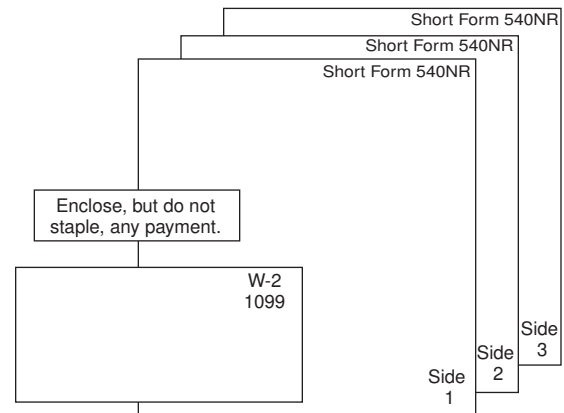 Short Form 540NR
Short Form 540NR
Short Form 540NR
Enclose, but do not
staple, any payment.
W-2
1099
Side
3
Side
2
Side
1